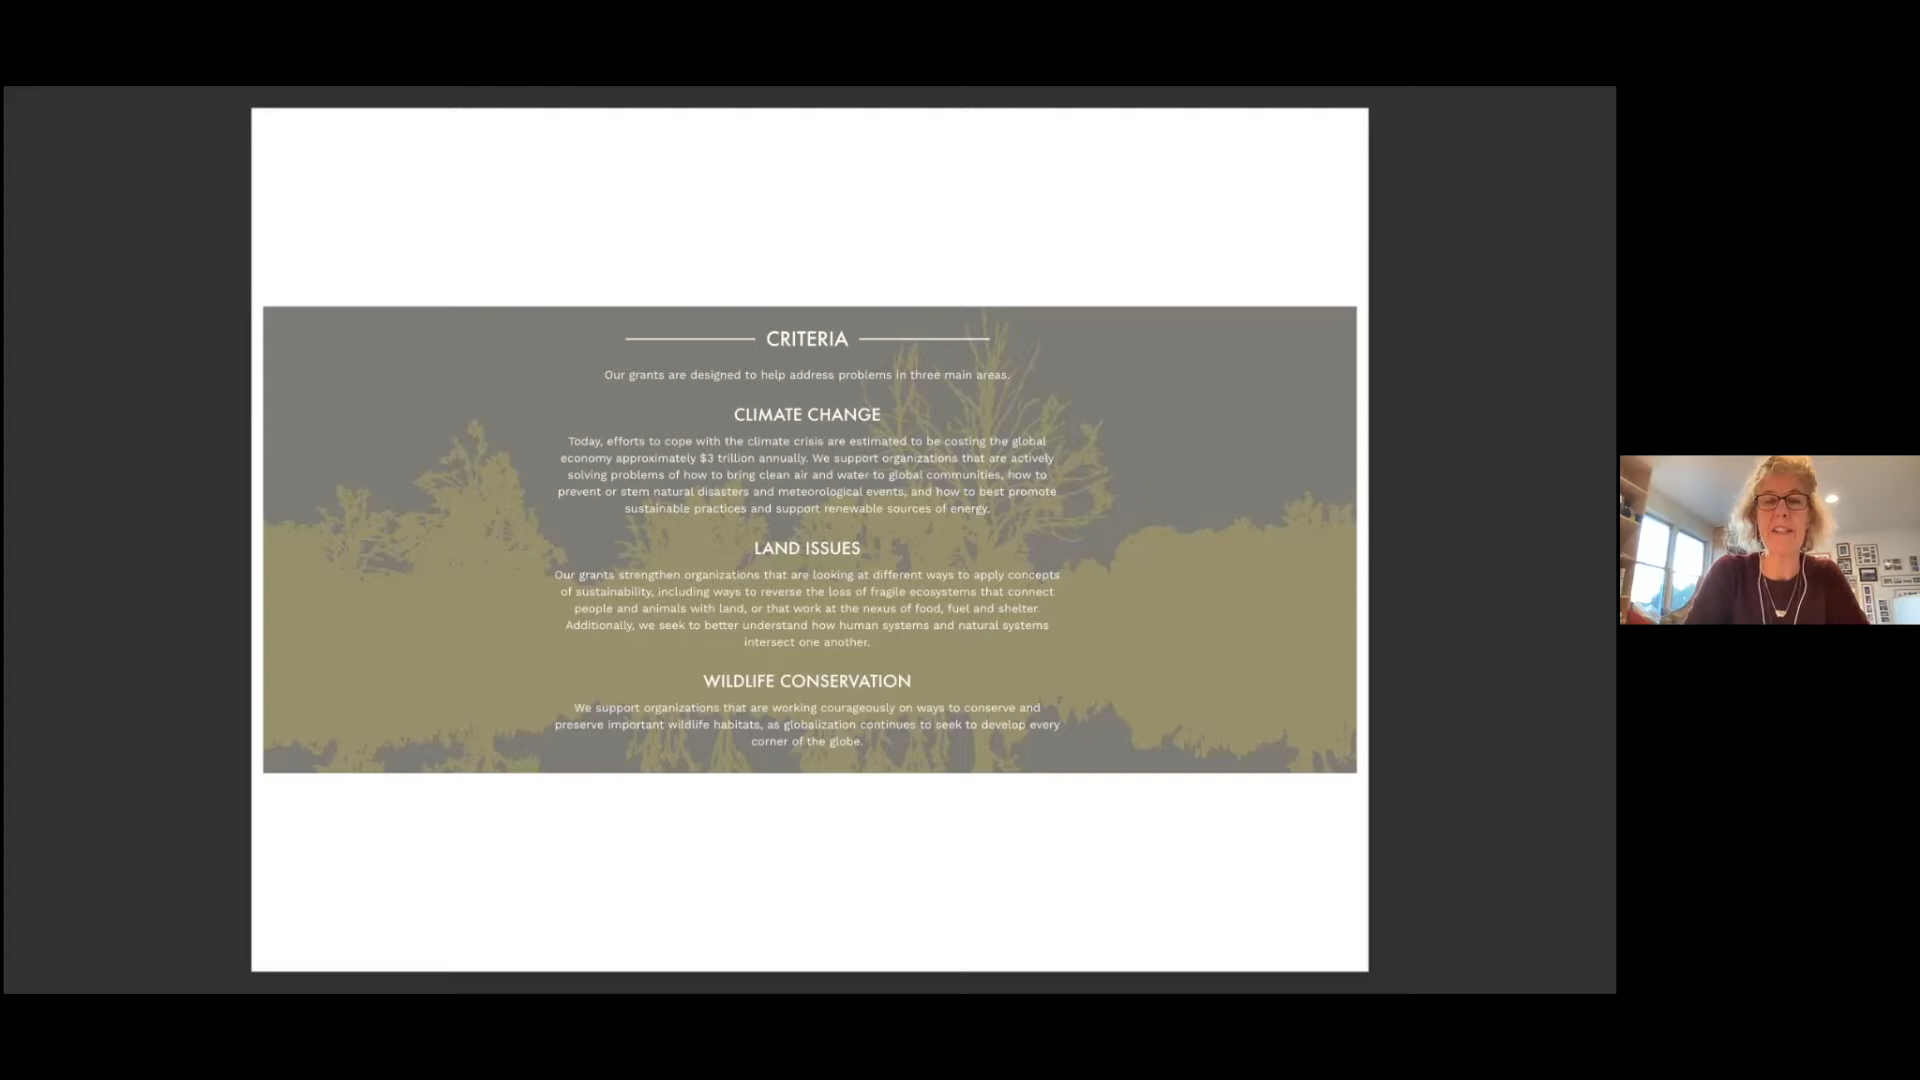 CRITERIA
Our grants are designed to help address problems in three main areas.
CLIMATE CHANGE
Today, efforts to cope with the climate crisis are estimated to be costing the global
economy approximately $3 trillion annually. We support organizations that are actively
solving problems of how to bring clean air and water to global communities, how to
prevent or stem natural disasters and meteorological events, and how to best promote
sustainable practices and support renewable sources of energy.
LAND ISSUES
Our grants strengthen organizations that are looking at different ways to apply concepts
of sustainability, including ways to reverse the loss of fragile ecosystems that connect
people and animals with land, or that work at the nexus of food, fuel and shelter.
Additionally, we seek to better understand how human systems and natural systems
intersect one another.
WILDLIFE CONSERVATION
We support organizations that are working courageously on ways to conserve and
preserve important wildlife habitats, as globalization continues to seek to develop every
corner of the globe.